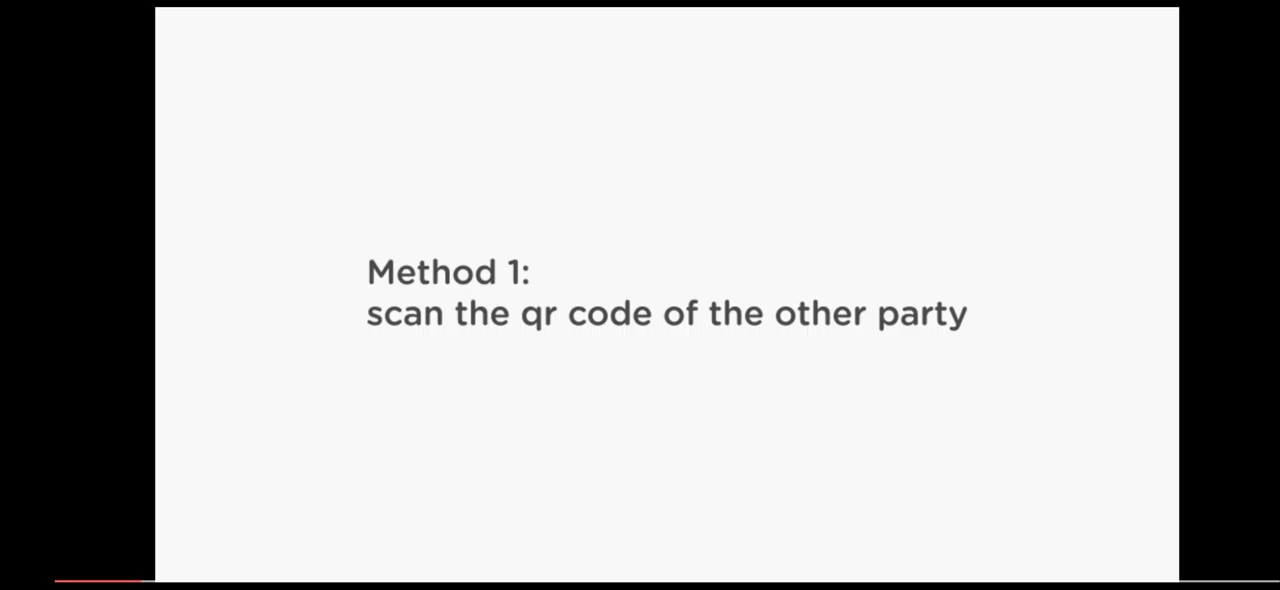 Method 1:
scan the qr code of the other party